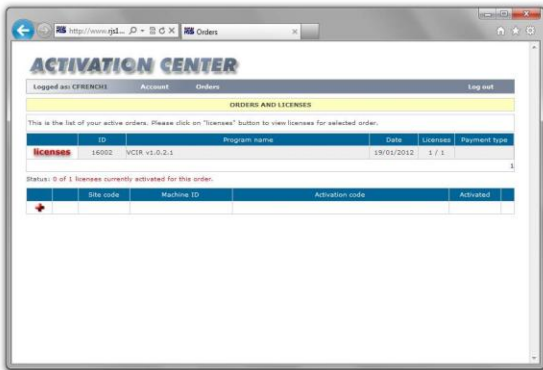 http://www.rjsl...
Orders
ACTIVATION CENTER
Logged as: CFRENCH1 Account Orders Log out
ORDERS AND LICENSES
This is the list of your active orders. Please click on "licenses" button to view licenses for selected order.
ID Program name Date Licenses Payment type
licenses 16002 VCIR v1.0.2.1 19/01/2012 1 / 1
1
Status: 0 of 1 licenses currently activated for this order.
Site code Machine ID Activation code Activated